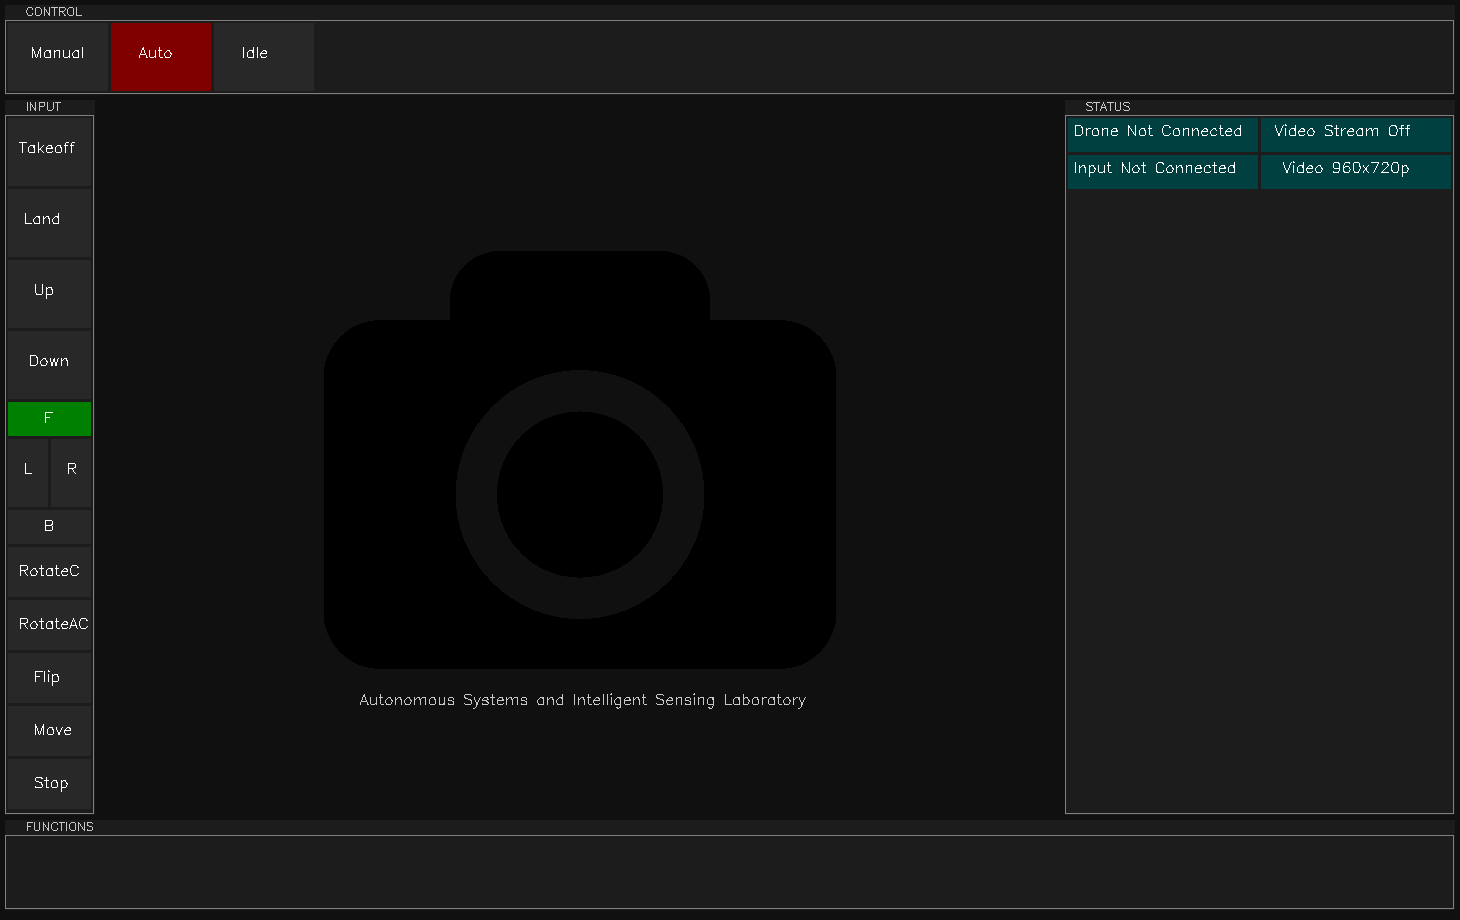 CONTROL
Manual Auto Idle
INPUT
Takeoff
Land
Up
Down
F
L R
B
RotateC
RotateAC
Flip
Move
Stop
Autonomous Systems and Intelligent Sensing Laboratory
STATUS
Drone Not Connected Video Stream Off
Input Not Connected Video 960x720p
FUNCTIONS